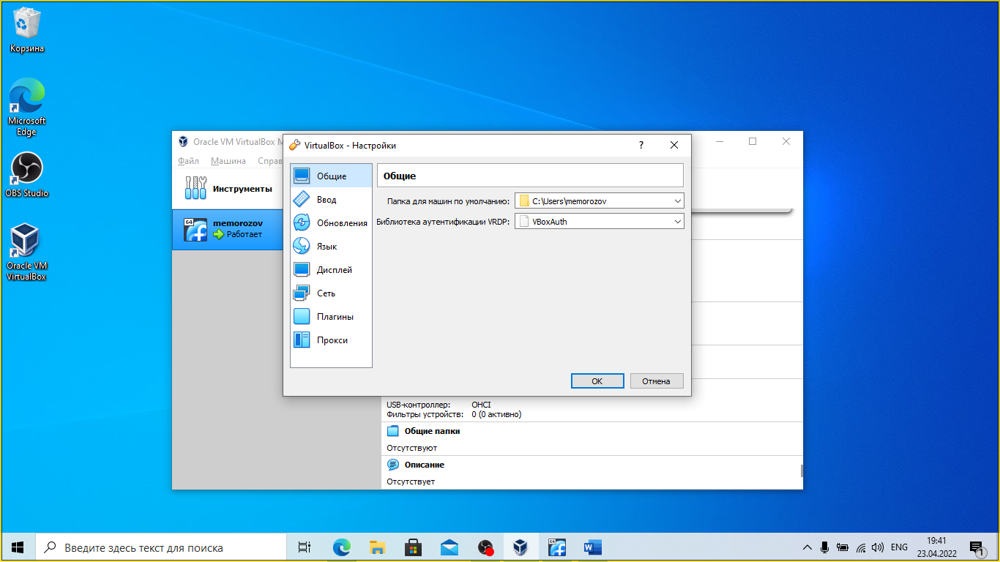 Корзина
Microsoft
Edge
OBS Studio
Oracle VM
VirtualBox
Oracle VM VirtualBox M
Файл Машина Справ
Инструменты
64
memorozov
Работает
VirtualBox - Настройки
?
Общие
Ввод
Обновления
Язык
Дисплей
Сеть
Плагины
Прокси
Общие
Папка для машин по умолчанию: C:\Users\memorozov
Библиотека аутентификации VRDP: VBoxAuth
OK Отмена
USB-контроллер: OHCI
Фильтры устройств: 0 (0 активно)
Общие папки
Отсутствуют
Описание
Отсутствует
Введите здесь текст для поиска
64
W
ENG
19:41
23.04.2022
1